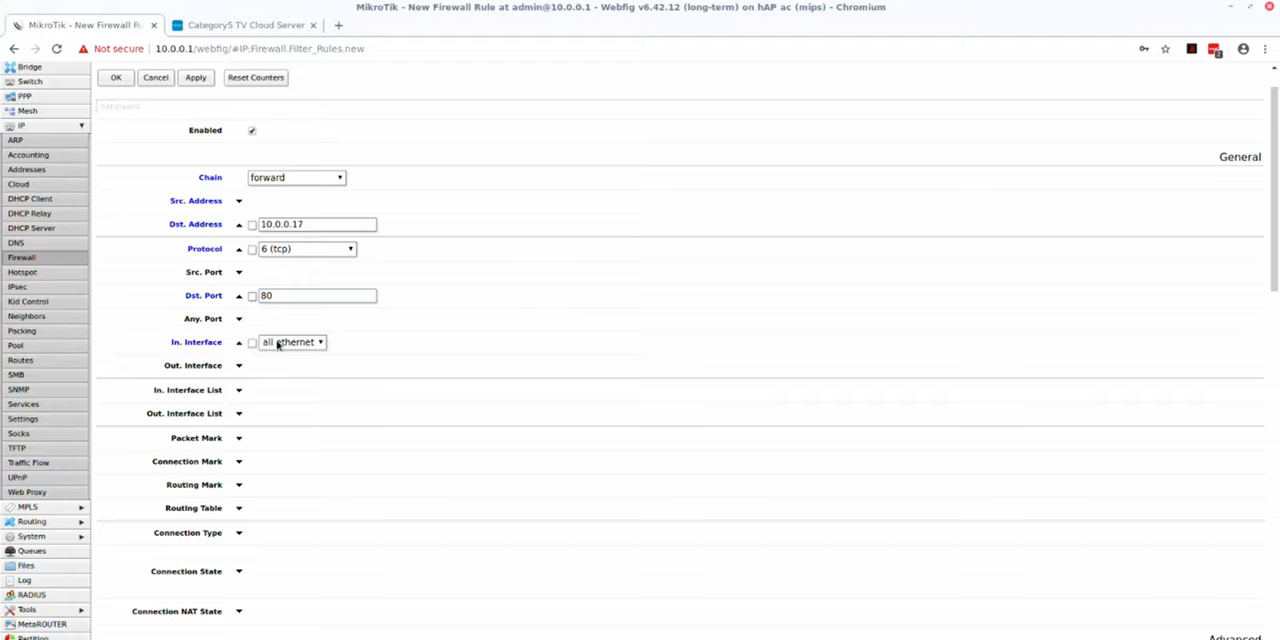 MikroTik - New Firewall Rule at admin@10.0.0.1 - Webfig v6.42.12 (long-term) on hAP ac (mips) - Chromium
MikroTik - New Firewall Ru
Category5 TV Cloud Server
Not secure
10.0.0.1/webfig/#IP:Firewall.Filter_Rules.new
Bridge
Switch
PPP
Mesh
IP
ARP
Accounting
Addresses
Cloud
DHCP Client
DHCP Relay
DHCP Server
DNS
Firewall
Hotspot
IPsec
Kid Control
Neighbors
Packing
Pool
Routes
SMB
SNMP
Services
Settings
Socks
TFTP
Traffic Flow
UPnP
Web Proxy
MPLS
Routing
System
Queues
Files
Log
RADIUS
Tools
MetaROUTER
Partition
OK
Cancel
Apply
Reset Counters
not invalid
Enabled
General
Chain forward
Src. Address
Dst. Address 10.0.0.17
Protocol 6 (tcp)
Src. Port
Dst. Port 80
Any. Port
In. Interface all ethernet
Out. Interface
In. Interface List
Out. Interface List
Packet Mark
Connection Mark
Routing Mark
Routing Table
Connection Type
Connection State
Connection NAT State
Advanced